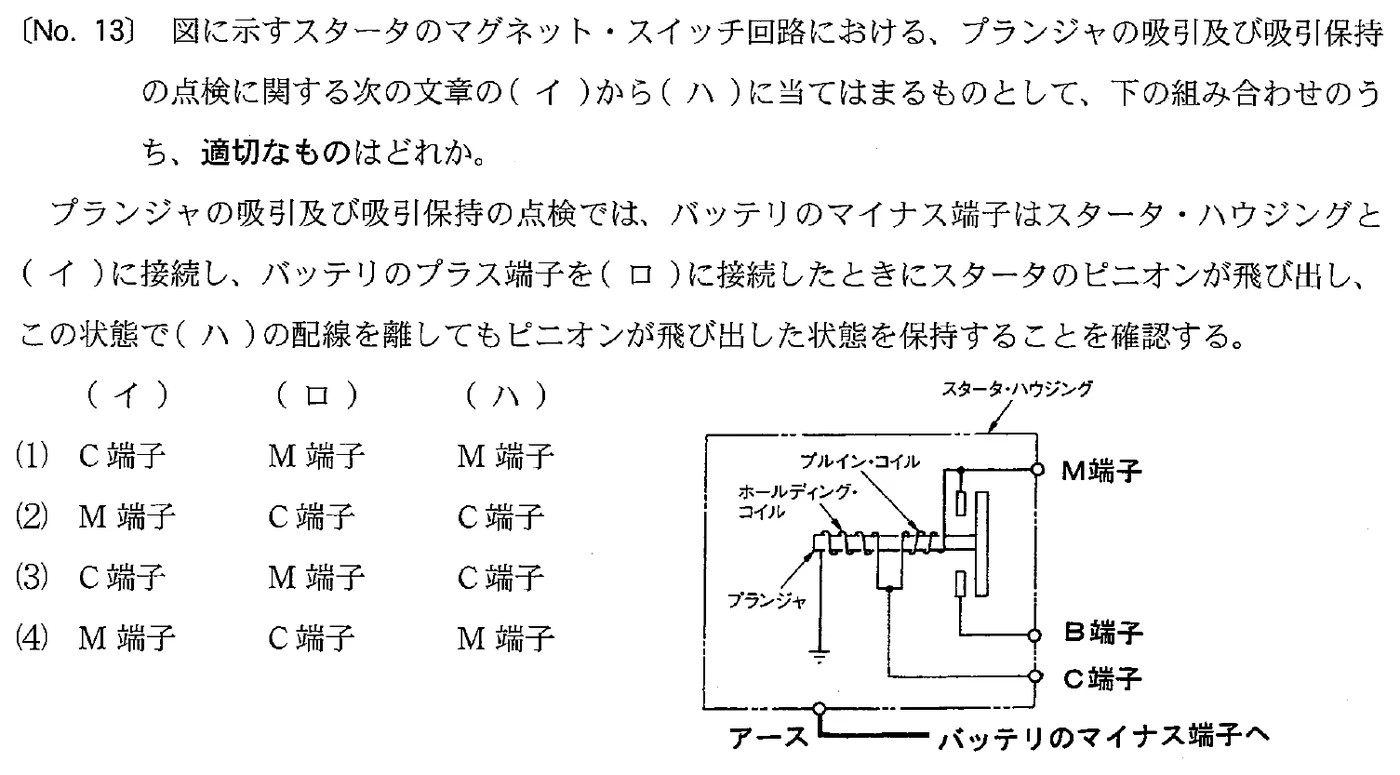 〔No. 13〕 図に示すスタータのマグネット・スイッチ回路における、プランジャの吸引及び吸引保持
の点検に関する次の文章の( イ )から( ハ )に当てはまるものとして、下の組み合わせのう
ち、適切なものはどれか。
プランジャの吸引及び吸引保持の点検では、バッテリのマイナス端子はスタータ・ハウジングと
( イ )に接続し、バッテリのプラス端子を( ロ )に接続したときにスタータのピニオンが飛び出し、
この状態で( ハ )の配線を離してもピニオンが飛び出した状態を保持することを確認する。
( イ ) ( ロ ) ( ハ )
⑴ C 端子 M 端子 M 端子
⑵ M 端子 C 端子 C 端子
⑶ C 端子 M 端子 C 端子
⑷ M 端子 C 端子 M 端子
スタータ・ハウジング
プルイン・コイル
M端子
ホールディング・
コイル
プランジャ
B端子
C端子
アース
バッテリのマイナス端子へ